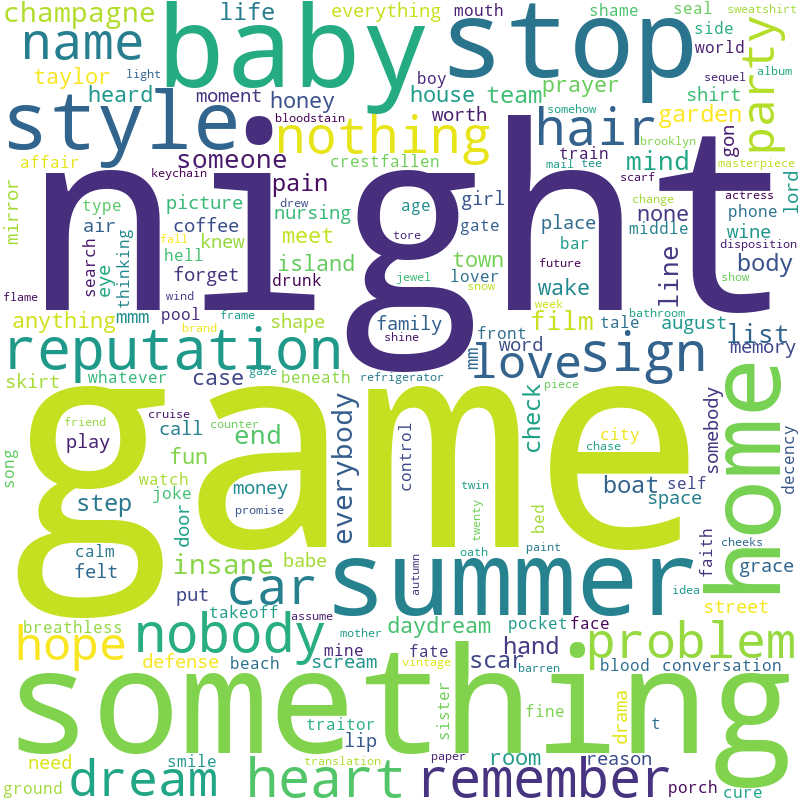 champagne
life
everything
mouth
shame
seal
sweatshirt
name
baby
stop
side
party
taylor
light
boy
world
heard
moment
honey
house
team
prayer
sequel
album
shirt
style
bloodstain
nothing
worth
somehow
hair
garden
gon
affair
someone
crestfallen
train
brooklyn
mind
masterpiece
keychain
pain
mail
tee
scarf
actress
lord
mirror
night
type
picture
drew
nursing
age
girl
change
none
phone
air
coffee
gate
place
middle
wine
search
eye
thinking
fall
knew
meet
tore
bar
line
disposition
hell
island
town
body
show
flame
wind
forget
drunk
jewel
lover
future
snow
wake
anything
mmm
pool
frame
shape
family
front
film
week
tale
bathroom
august
list
brand
shine
word
memory
reputation
mm
love
sign
skirt
whatever
case
gaze
beneath
refrigerator
piece
game
home
song
friend
cruise
counter
everybody
control
check
city
chase
somebody
decency
play
call
end
fun
watch
joke
money
twin
boat
self
step
door
promise
twenty
bed
space
calm
felt
insane
babe
autumn
oath
paint
faith
cheeks
grace
put
car
summer
idea
breathless
takeoff
assume
street
hope
nobody
mother
daydream
pocket
face
problem
defense
beach
mine
scream
fate
vintage
scar
hand
barren
blood
conversation
something
sister
traitor
fine
drama
t
need
smile
translation
lip
paper
room
reason
ground
dream
heart
remember
porch
cure